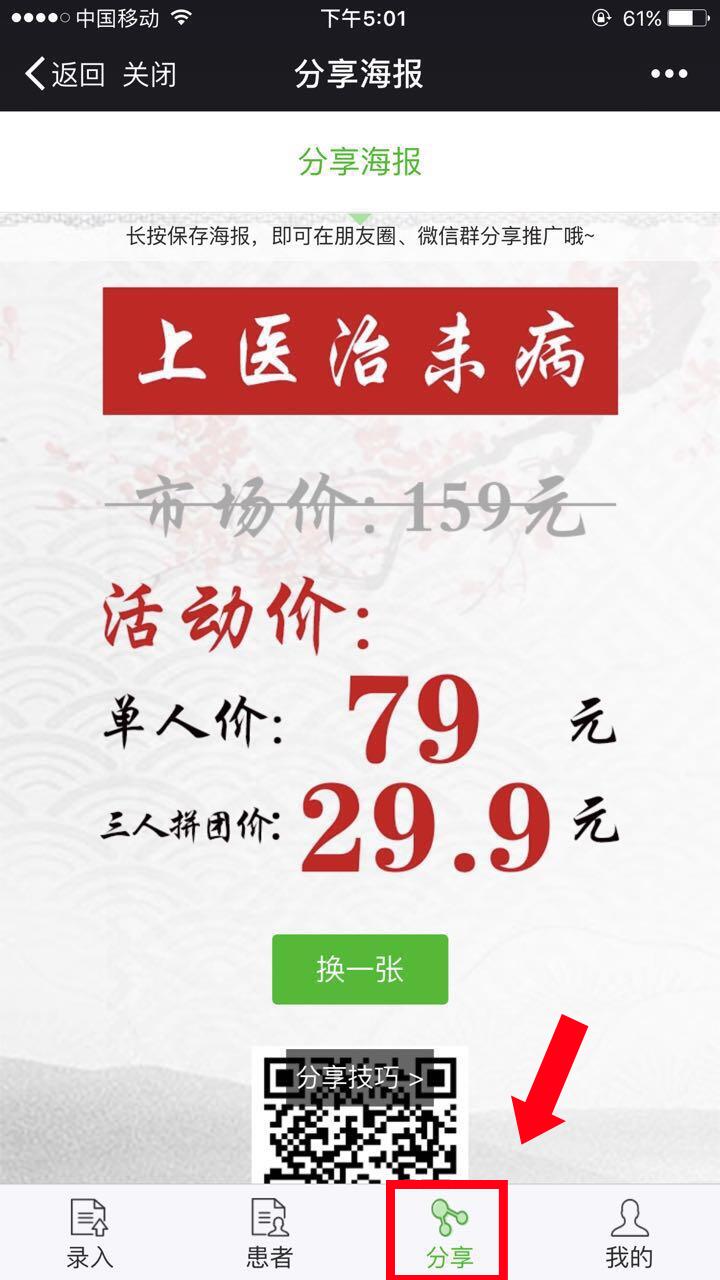 中国移动 下午5:01 61%
返回 关闭 分享海报
分享海报
长按保存海报，即可在朋友圈、微信群分享推广哦~
上医治未病
市场价：159元
活动价：
单人价： 79 元
三人拼团价： 29.9 元
换一张
分享技巧 >
录入 患者 分享 我的